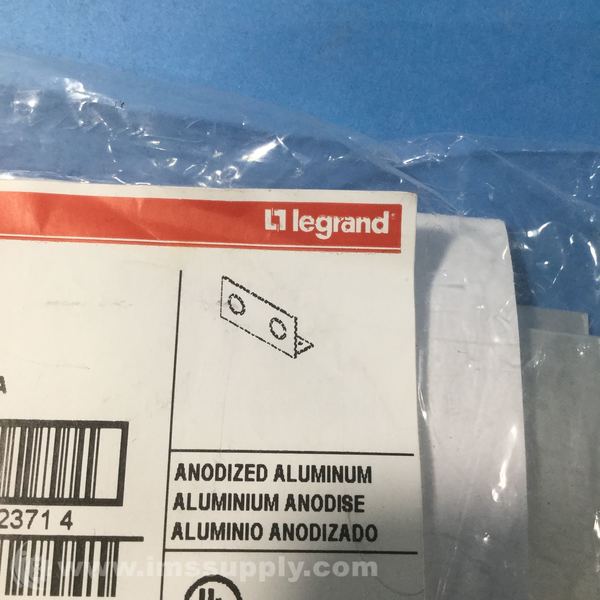 legrand
A
ANODIZED ALUMINUM
ALUMINIUM ANODISE
ALUMINIO ANODIZADO
2371 4
www.imssupply.com